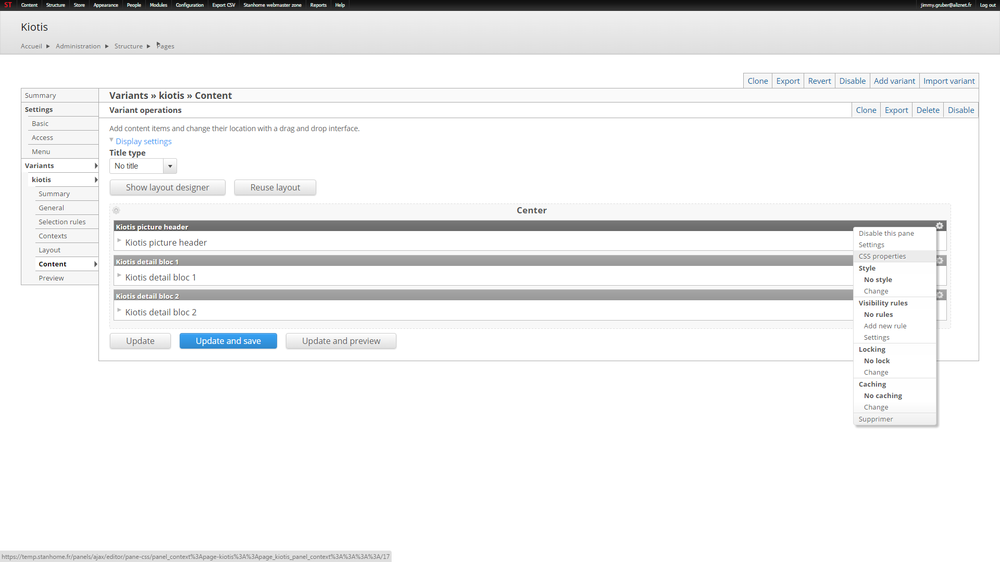 ST Content Structure Store Appearance People Modules Configuration Export CSV Stanhome webmaster zone Reports Help jimmy.gruber@aliznet.fr Log out
Kiotis
Accueil Administration Structure Pages
Clone Export Revert Disable Add variant Import variant
Summary
Settings
Basic
Access
Menu
Variants
kiotis
Summary
General
Selection rules
Contexts
Layout
Content
Preview
Variants » kiotis » Content
Variant operations
Clone Export Delete Disable
Add content items and change their location with a drag and drop interface.
Display settings
Title type
No title
Show layout designer Reuse layout
Center
Kiotis picture header
Kiotis picture header
Kiotis detail bloc 1
Kiotis detail bloc 1
Kiotis detail bloc 2
Kiotis detail bloc 2
Update Update and save Update and preview
Disable this pane
Settings
CSS properties
Style
No style
Change
Visibility rules
No rules
Add new rule
Settings
Locking
No lock
Change
Caching
No caching
Change
Supprimer
https://temp.stanhome.fr/panels/ajax/editor/pane-css/panel_context%3Apage-kiotis%3A%3Apage_kiotis_panel_context%3A%3A%3A%3A/17